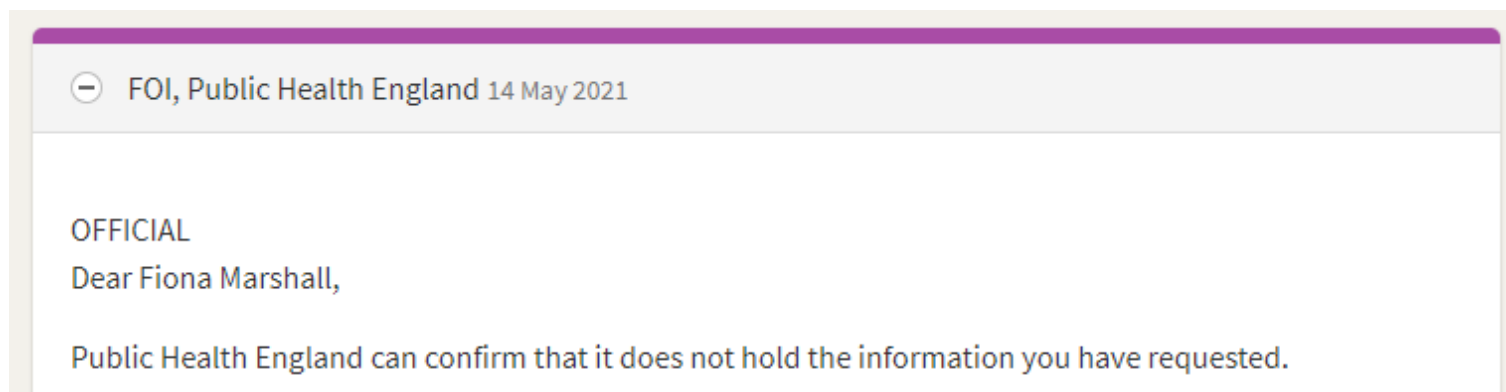 FOI, Public Health England 14 May 2021
OFFICIAL
Dear Fiona Marshall,
Public Health England can confirm that it does not hold the information you have requested.